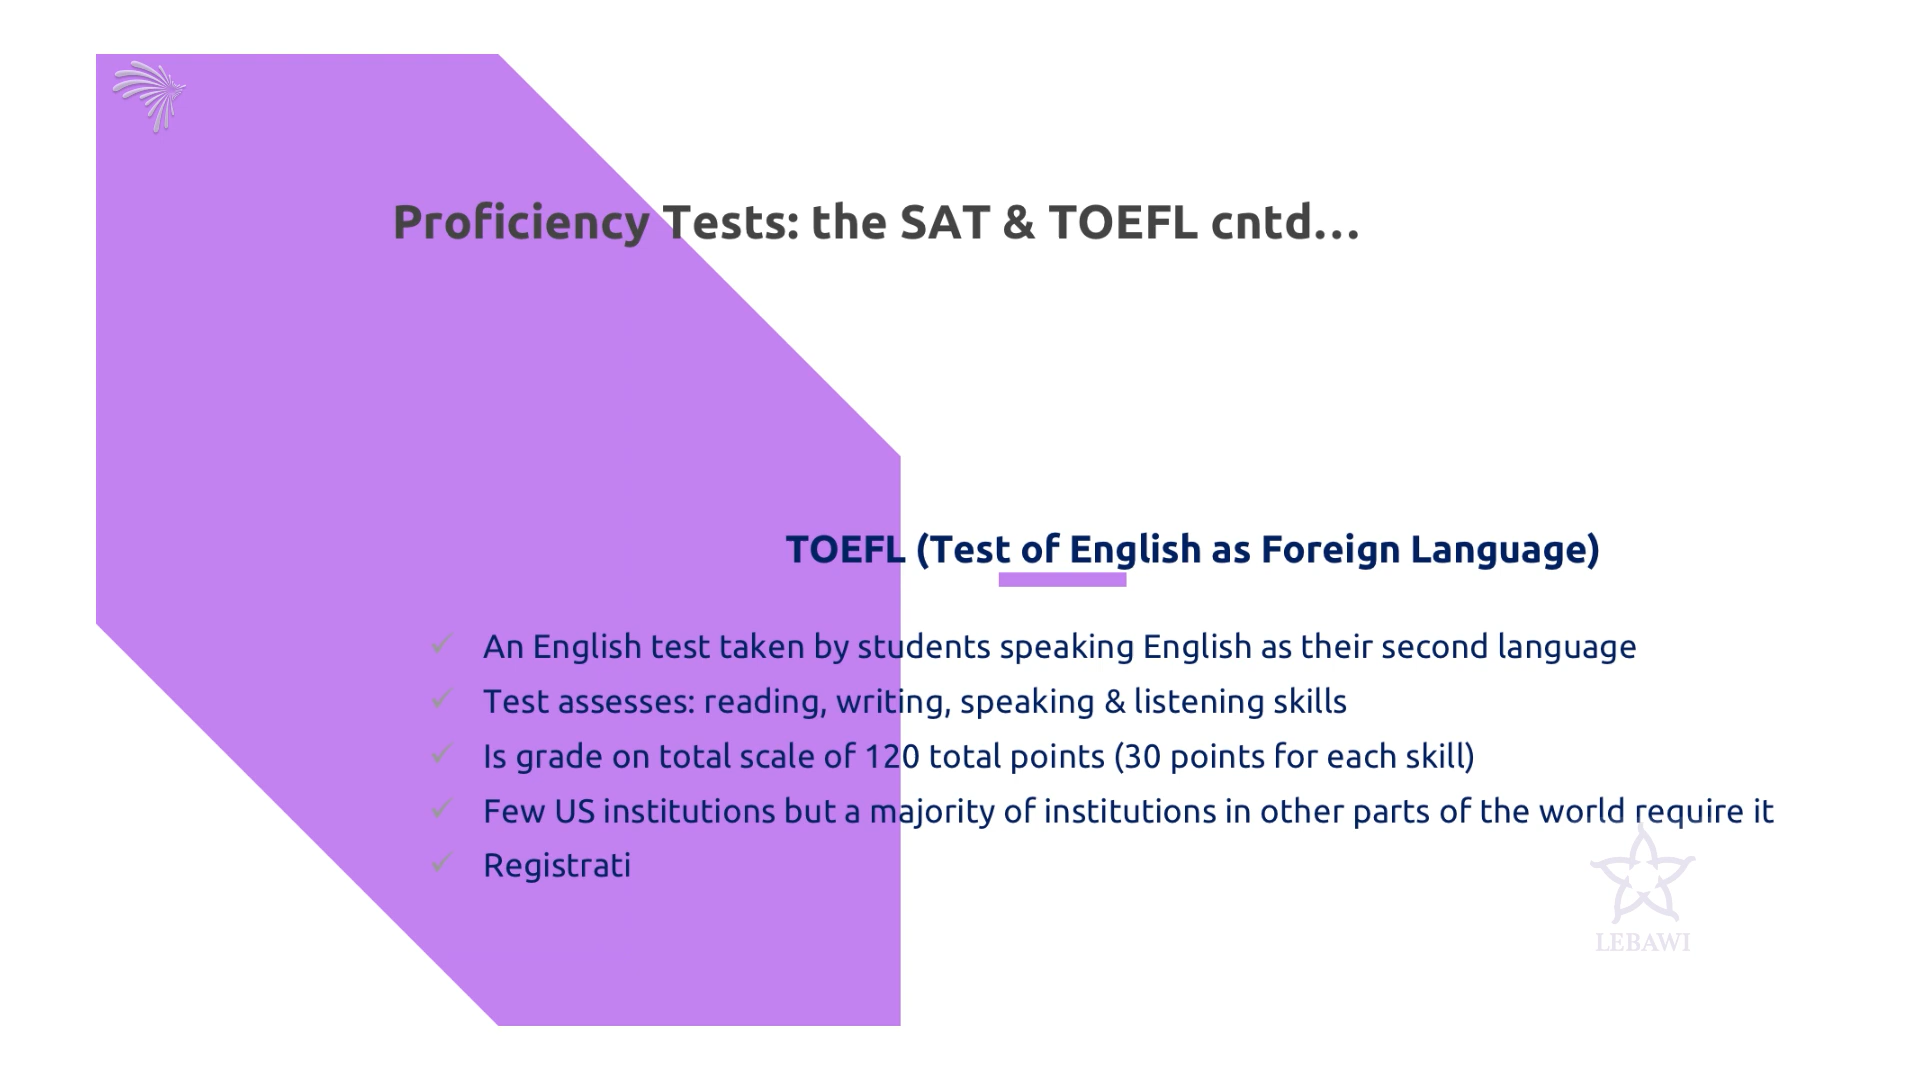 Proficiency Tests: the SAT & TOEFL cntd…
TOEFL (Test of English as Foreign Language)
✓ An English test taken by students speaking English as their second language
✓ Test assesses: reading, writing, speaking & listening skills
✓ Is grade on total scale of 120 total points (30 points for each skill)
✓ Few US institutions but a majority of institutions in other parts of the world require it
✓ Registrati
LEBAWI